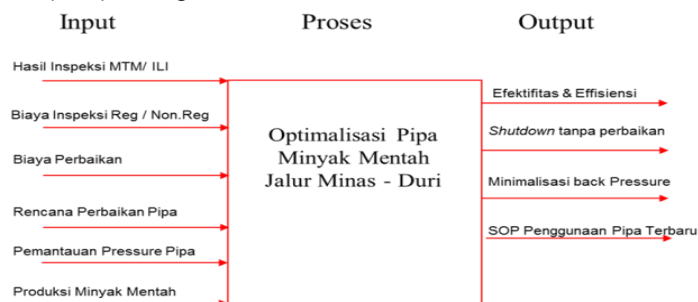 Input Proses Output
Hasil Inspeksi MTM/ ILI
Biaya Inspeksi Reg / Non.Reg
Biaya Perbaikan
Rencana Perbaikan Pipa
Pemantauan Pressure Pipa
Produksi Minyak Mentah
Optimalisasi Pipa
Minyak Mentah
Jalur Minas - Duri
Efektifitas & Effisiensi
Shutdown tanpa perbaikan
Minimalisasi back Pressure
SOP Penggunaan Pipa Terbaru